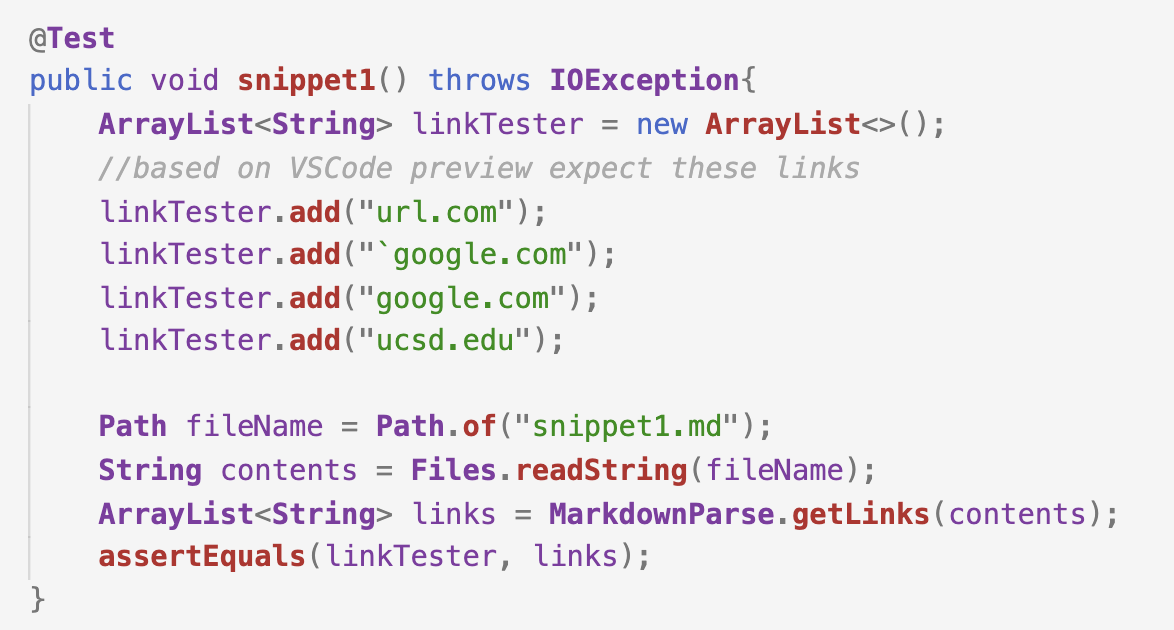 @Test
public void snippet1() throws IOException{
    ArrayList<String> linkTester = new ArrayList<>();
    //based on VSCode preview expect these links
    linkTester.add("url.com");
    linkTester.add("`google.com");
    linkTester.add("google.com");
    linkTester.add("ucsd.edu");

    Path fileName = Path.of("snippet1.md");
    String contents = Files.readString(fileName);
    ArrayList<String> links = MarkdownParse.getLinks(contents);
    assertEquals(linkTester, links);
}